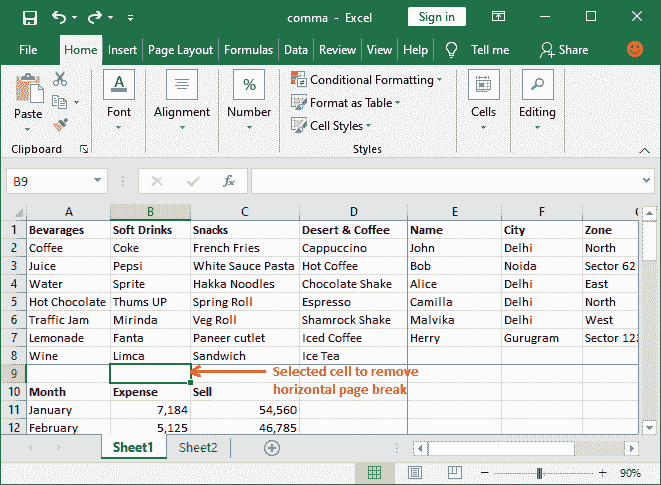 comma - Excel
Sign in
File Home Insert Page Layout Formulas Data Review View Help Tell me Share
Paste
Clipboard
A
Font
Alignment
%
Number
Conditional Formatting
Format as Table
Cell Styles
Styles
Cells
Editing
B9
fx
A B C D E F
1 Bevarages Soft Drinks Snacks Desert & Coffee Name City Zone
2 Coffee Coke French Fries Cappuccino John Delhi North
3 Juice Pepsi White Sauce Pasta Hot Coffee Bob Noida Sector 62
4 Water Sprite Hakka Noodles Chocolate Shake Alice Delhi East
5 Hot Chocolate Thums UP Spring Roll Espresso Camilla Delhi North
6 Traffic Jam Mirinda Veg Roll Shamrock Shake Malvika Delhi West
7 Lemonade Fanta Paneer cutlet Iced Coffee Herry Gurugram Sector 123
8 Wine Limca Sandwich Ice Tea
9 Selected cell to remove
horizontal page break
10 Month Expense Sell
11 January 7,184 54,560
12 February 5,125 46,785
Sheet1 Sheet2
90%